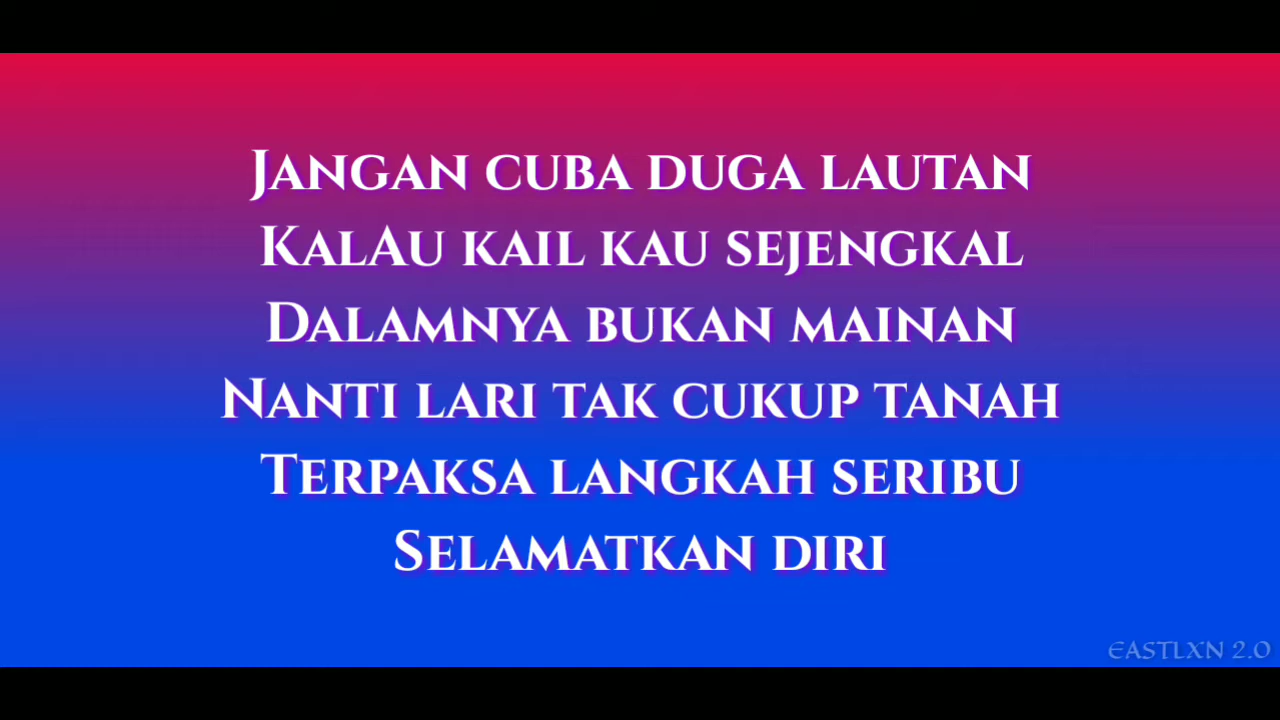 Jangan cuba duga lautan
KalAu kail kau sejengkal
Dalamnya bukan mainan
Nanti lari tak cukup tanah
Terpaksa langkah seribu
Selamatkan diri
EASTLXN 2.0